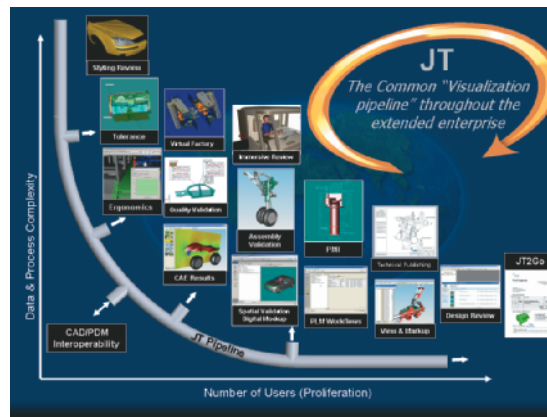 JT
The Common "Visualization
pipeline" throughout the
extended enterprise
Styling Review
Tolerance
Virtual Factory
Immersive Review
Ergonomics
Quality Validation
Assembly
Validation
PMI
Technical Publishing
JT2Go
CAE Results
Spatial Validation
Digital Mockup
PLM Workflows
View & Markup
Design Review
CAD/PDM
Interoperability
JT Pipeline
Data & Process Complexity
Number of Users (Proliferation)